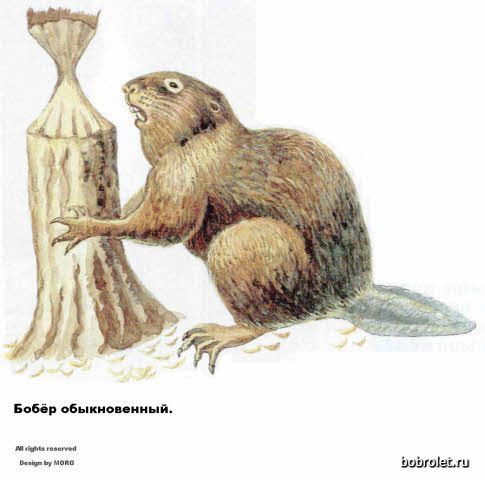 Бобёр обыкновенный.
All rights reserved
Design by MORG
bobrolet.ru